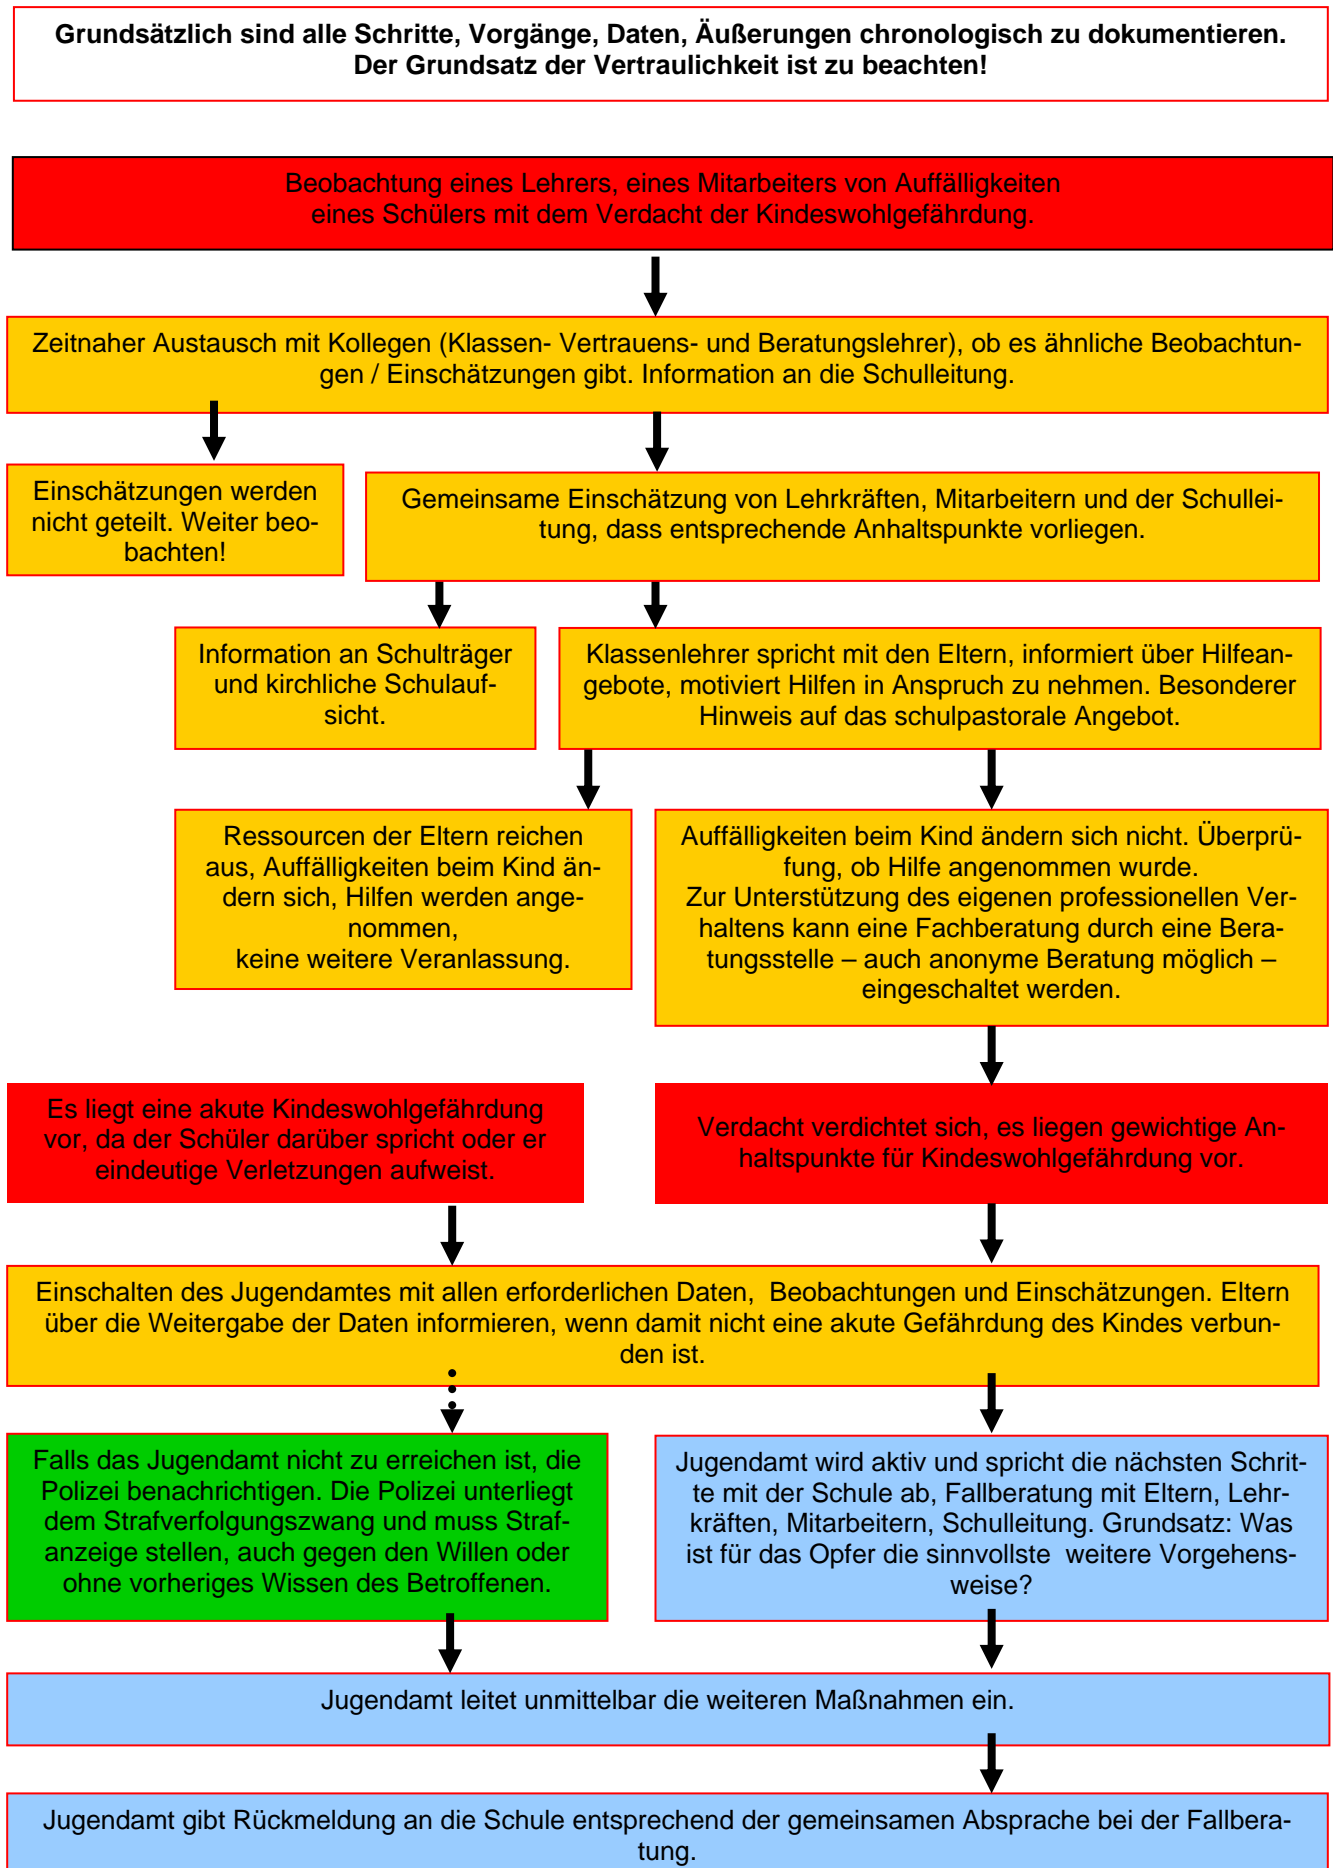 Grundsätzlich sind alle Schritte, Vorgänge, Daten, Äußerungen chronologisch zu dokumentieren.
Der Grundsatz der Vertraulichkeit ist zu beachten!
Beobachtung eines Lehrers, eines Mitarbeiters von Auffälligkeiten
eines Schülers mit dem Verdacht der Kindeswohlgefährdung.
Zeitnaher Austausch mit Kollegen (Klassen- Vertrauens- und Beratungslehrer), ob es ähnliche Beobachtun-
gen / Einschätzungen gibt. Information an die Schulleitung.
Einschätzungen werden
nicht geteilt. Weiter beo-
bachten!
Gemeinsame Einschätzung von Lehrkräften, Mitarbeitern und der Schullei-
tung, dass entsprechende Anhaltspunkte vorliegen.
Information an Schulträger
und kirchliche Schulauf-
sicht.
Klassenlehrer spricht mit den Eltern, informiert über Hilfean-
gebote, motiviert Hilfen in Anspruch zu nehmen. Besonderer
Hinweis auf das schulpastorale Angebot.
Ressourcen der Eltern reichen
aus, Auffälligkeiten beim Kind än-
dern sich, Hilfen werden ange-
nommen,
keine weitere Veranlassung.
Auffälligkeiten beim Kind ändern sich nicht. Überprü-
fung, ob Hilfe angenommen wurde.
Zur Unterstützung des eigenen professionellen Ver-
haltens kann eine Fachberatung durch eine Bera-
tungsstelle – auch anonyme Beratung möglich –
eingeschaltet werden.
Es liegt eine akute Kindeswohlgefährdung
vor, da der Schüler darüber spricht oder er
eindeutige Verletzungen aufweist.
Verdacht verdichtet sich, es liegen gewichtige An-
haltspunkte für Kindeswohlgefährdung vor.
Einschalten des Jugendamtes mit allen erforderlichen Daten,  Beobachtungen und Einschätzungen. Eltern
über die Weitergabe der Daten informieren, wenn damit nicht eine akute Gefährdung des Kindes verbun-
den ist.
Falls das Jugendamt nicht zu erreichen ist, die
Polizei benachrichtigen. Die Polizei unterliegt
dem Strafverfolgungszwang und muss Straf-
anzeige stellen, auch gegen den Willen oder
ohne vorheriges Wissen des Betroffenen.
Jugendamt wird aktiv und spricht die nächsten Schrit-
te mit der Schule ab, Fallberatung mit Eltern, Lehr-
kräften, Mitarbeitern, Schulleitung. Grundsatz: Was
ist für das Opfer die sinnvollste  weitere Vorgehens-
weise?
Jugendamt leitet unmittelbar die weiteren Maßnahmen ein.
Jugendamt gibt Rückmeldung an die Schule entsprechend der gemeinsamen Absprache bei der Fallbera-
tung.